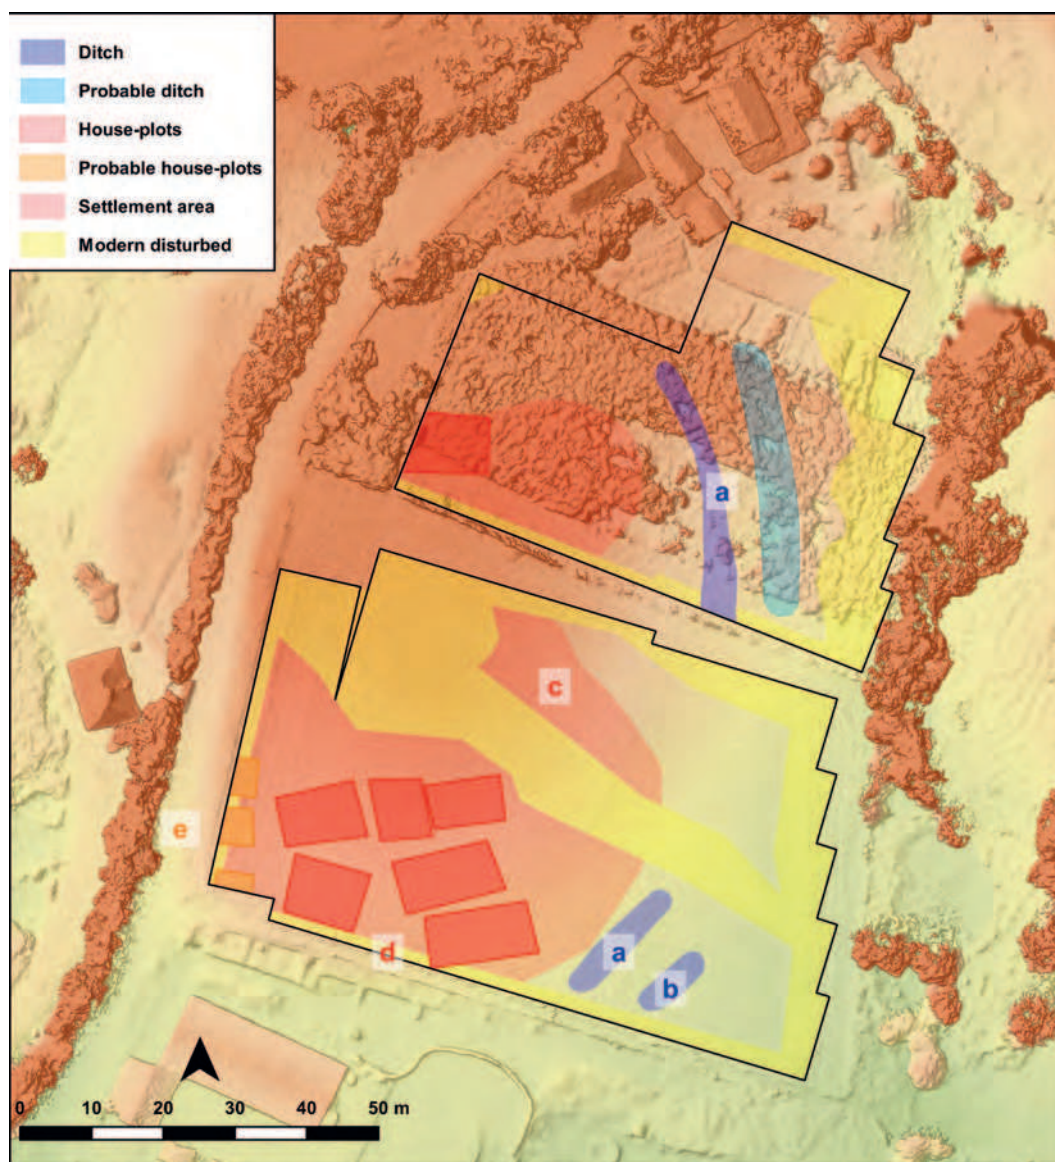 Ditch
Probable ditch
House-plots
Probable house-plots
Settlement area
Modern disturbed
a
c
e
d
a
b
0 10 20 30 40 50 m